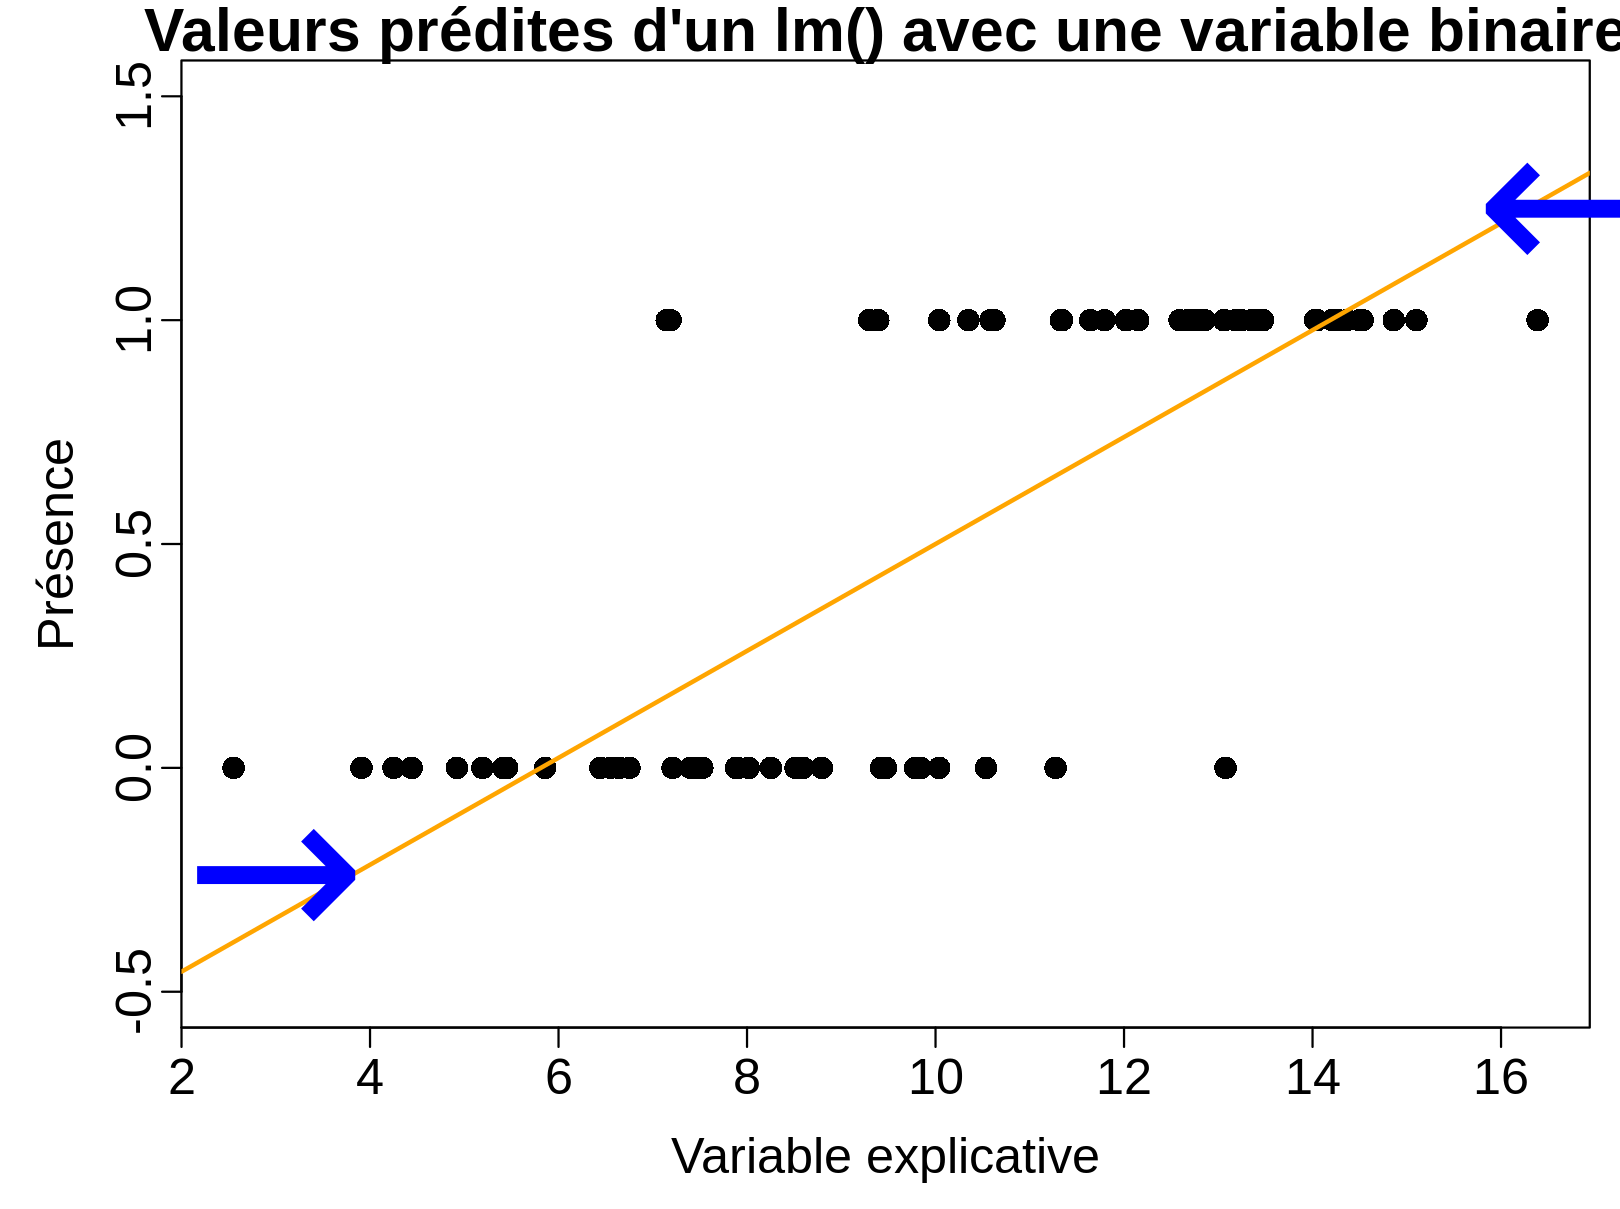 Valeurs prédites d'un lm() avec une variable binaire
1.5
1.0
0.5
0.0
-0.5
Présence
2 4 6 8 10 12 14 16
Variable explicative